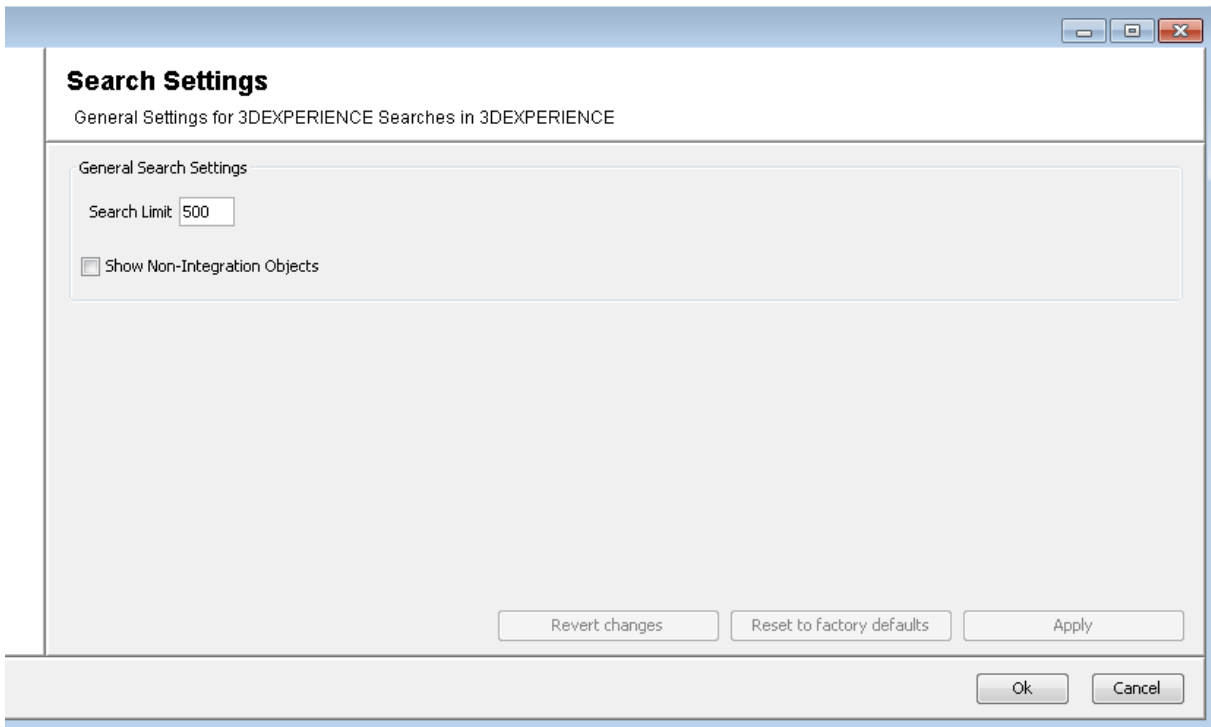 Search Settings
General Settings for 3DEXPERIENCE Searches in 3DEXPERIENCE
General Search Settings
Search Limit 500
Show Non-Integration Objects
Revert changes Reset to factory defaults Apply
Ok Cancel